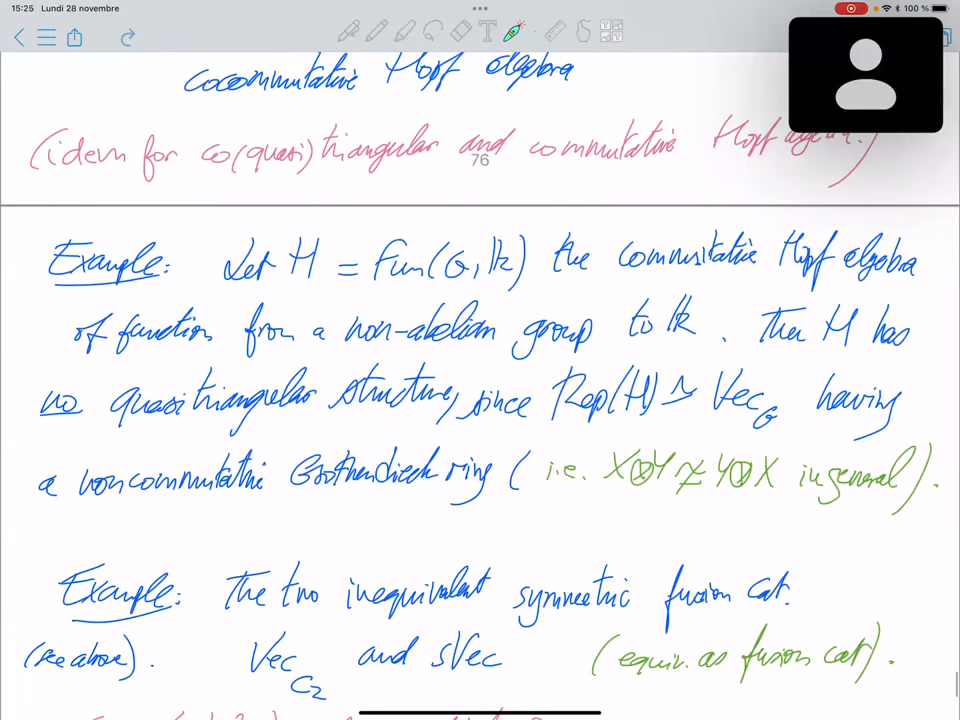 15:25 Lundi 28 novembre
100 %
cocommutative Hopf algebra
(idem for co(quasi)triangular and commutative Hopf algebra.)
76
Example: Let H = Fun(G, k) the commutative Hopf algebra
of function from a non-abelian group to k. Then H has
no quasitriangular structure, since Rep(H) ≃ Vec_G having
a noncommutative Grothendieck ring (i.e. X⊗Y ≄ Y⊗X in general).
Example: The two inequivalent symmetric fusion cat.
(see above). Vec_C₂ and sVec (equiv. as fusion cat).